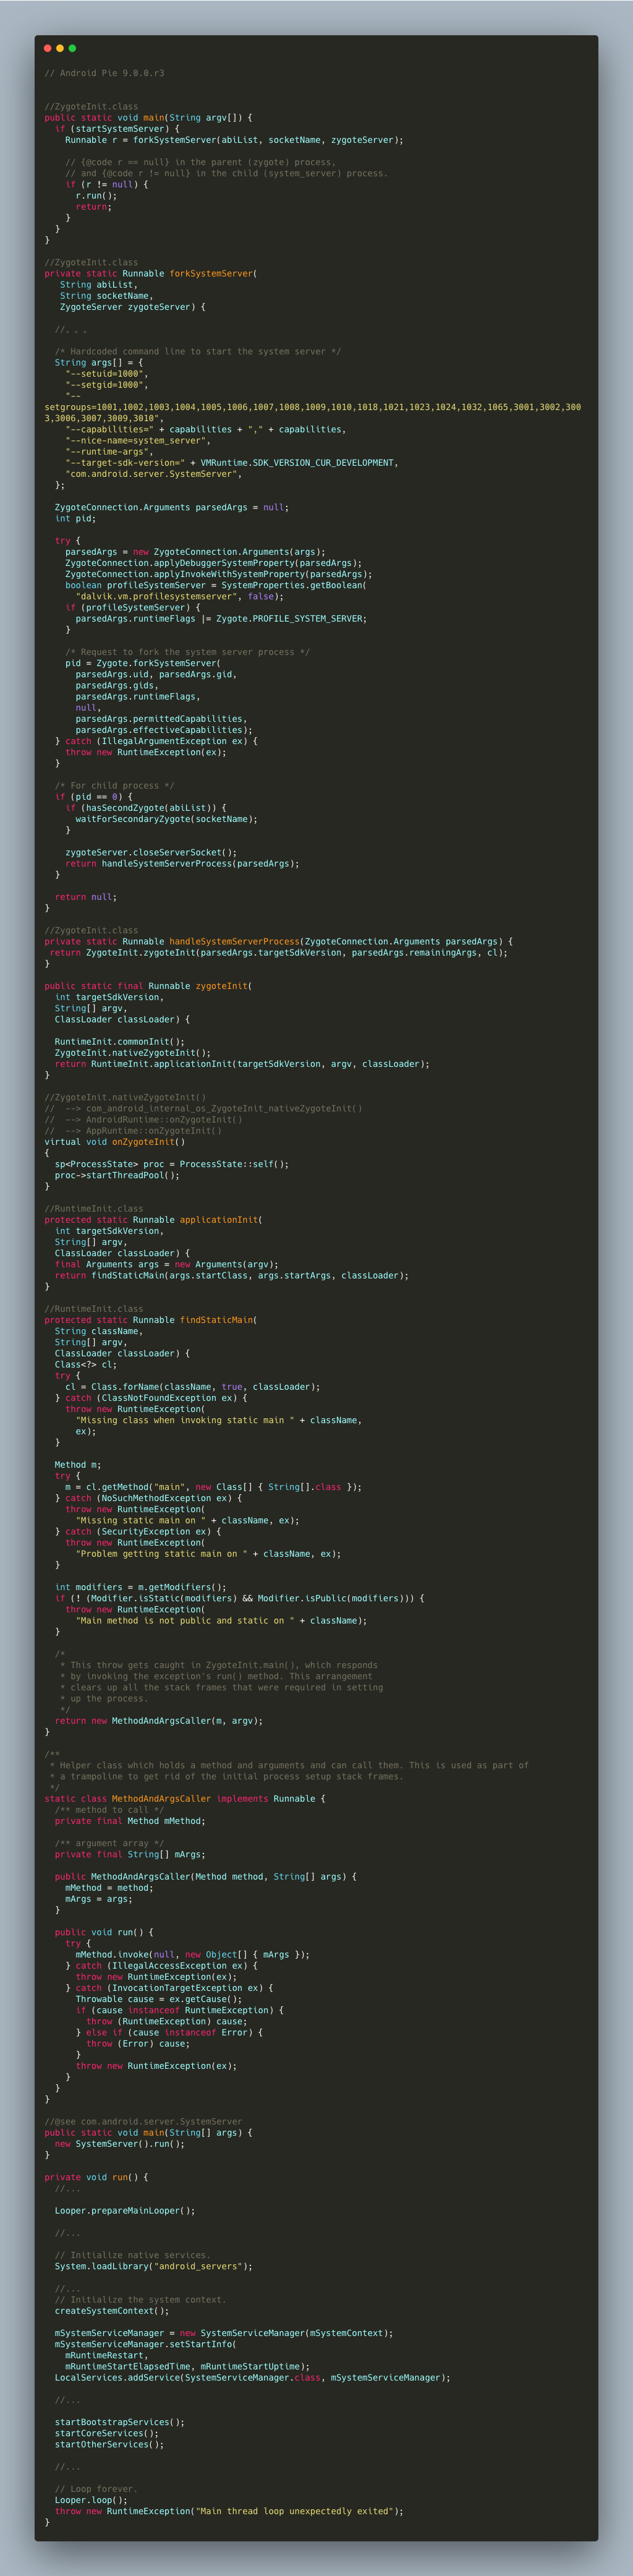 // Android Pie 9.0.0.r3
//ZygoteInit.class
public static void main(String argv[]) {
  if (startSystemServer) {
    Runnable r = forkSystemServer(abiList, socketName, zygoteServer);
    // {@code r == null} in the parent (zygote) process,
    // and {@code r != null} in the child (system_server) process.
    if (r != null) {
      r.run();
      return;
    }
  }
}
//ZygoteInit.class
private static Runnable forkSystemServer(
   String abiList,
   String socketName,
   ZygoteServer zygoteServer) {
  //。。。
  /* Hardcoded command line to start the system server */
  String args[] = {
    "--setuid=1000",
    "--setgid=1000",
    "--
setgroups=1001,1002,1003,1004,1005,1006,1007,1008,1009,1010,1018,1021,1023,1024,1032,1065,3001,3002,300
3,3006,3007,3009,3010",
    "--capabilities=" + capabilities + "," + capabilities,
    "--nice-name=system_server",
    "--runtime-args",
    "--target-sdk-version=" + VMRuntime.SDK_VERSION_CUR_DEVELOPMENT,
    "com.android.server.SystemServer",
  };
  ZygoteConnection.Arguments parsedArgs = null;
  int pid;
  try {
    parsedArgs = new ZygoteConnection.Arguments(args);
    ZygoteConnection.applyDebuggerSystemProperty(parsedArgs);
    ZygoteConnection.applyInvokeWithSystemProperty(parsedArgs);
    boolean profileSystemServer = SystemProperties.getBoolean(
      "dalvik.vm.profilesystemserver", false);
    if (profileSystemServer) {
      parsedArgs.runtimeFlags |= Zygote.PROFILE_SYSTEM_SERVER;
    }
    /* Request to fork the system server process */
    pid = Zygote.forkSystemServer(
      parsedArgs.uid, parsedArgs.gid,
      parsedArgs.gids,
      parsedArgs.runtimeFlags,
      null,
      parsedArgs.permittedCapabilities,
      parsedArgs.effectiveCapabilities);
  } catch (IllegalArgumentException ex) {
    throw new RuntimeException(ex);
  }
  /* For child process */
  if (pid == 0) {
    if (hasSecondZygote(abiList)) {
      waitForSecondaryZygote(socketName);
    }
    zygoteServer.closeServerSocket();
    return handleSystemServerProcess(parsedArgs);
  }
  return null;
}
//ZygoteInit.class
private static Runnable handleSystemServerProcess(ZygoteConnection.Arguments parsedArgs) {
 return ZygoteInit.zygoteInit(parsedArgs.targetSdkVersion, parsedArgs.remainingArgs, cl);
}
public static final Runnable zygoteInit(
  int targetSdkVersion,
  String[] argv,
  ClassLoader classLoader) {
  RuntimeInit.commonInit();
  ZygoteInit.nativeZygoteInit();
  return RuntimeInit.applicationInit(targetSdkVersion, argv, classLoader);
}
//ZygoteInit.nativeZygoteInit()
//  --> com_android_internal_os_ZygoteInit_nativeZygoteInit()
//  --> AndroidRuntime::onZygoteInit()
//  --> AppRuntime::onZygoteInit()
virtual void onZygoteInit()
{
  sp<ProcessState> proc = ProcessState::self();
  proc->startThreadPool();
}
//RuntimeInit.class
protected static Runnable applicationInit(
  int targetSdkVersion,
  String[] argv,
  ClassLoader classLoader) {
  final Arguments args = new Arguments(argv);
  return findStaticMain(args.startClass, args.startArgs, classLoader);
}
//RuntimeInit.class
protected static Runnable findStaticMain(
  String className,
  String[] argv,
  ClassLoader classLoader) {
  Class<?> cl;
  try {
    cl = Class.forName(className, true, classLoader);
  } catch (ClassNotFoundException ex) {
    throw new RuntimeException(
      "Missing class when invoking static main " + className,
      ex);
  }
  Method m;
  try {
    m = cl.getMethod("main", new Class[] { String[].class });
  } catch (NoSuchMethodException ex) {
    throw new RuntimeException(
      "Missing static main on " + className, ex);
  } catch (SecurityException ex) {
    throw new RuntimeException(
      "Problem getting static main on " + className, ex);
  }
  int modifiers = m.getModifiers();
  if (! (Modifier.isStatic(modifiers) && Modifier.isPublic(modifiers))) {
    throw new RuntimeException(
      "Main method is not public and static on " + className);
  }
  /*
   * This throw gets caught in ZygoteInit.main(), which responds
   * by invoking the exception's run() method. This arrangement
   * clears up all the stack frames that were required in setting
   * up the process.
   */
  return new MethodAndArgsCaller(m, argv);
}
/**
 * Helper class which holds a method and arguments and can call them. This is used as part of
 * a trampoline to get rid of the initial process setup stack frames.
 */
static class MethodAndArgsCaller implements Runnable {
  /** method to call */
  private final Method mMethod;
  /** argument array */
  private final String[] mArgs;
  public MethodAndArgsCaller(Method method, String[] args) {
    mMethod = method;
    mArgs = args;
  }
  public void run() {
    try {
      mMethod.invoke(null, new Object[] { mArgs });
    } catch (IllegalAccessException ex) {
      throw new RuntimeException(ex);
    } catch (InvocationTargetException ex) {
      Throwable cause = ex.getCause();
      if (cause instanceof RuntimeException) {
        throw (RuntimeException) cause;
      } else if (cause instanceof Error) {
        throw (Error) cause;
      }
      throw new RuntimeException(ex);
    }
  }
}
//@see com.android.server.SystemServer
public static void main(String[] args) {
  new SystemServer().run();
}
private void run() {
  //...
  Looper.prepareMainLooper();
  //...
  // Initialize native services.
  System.loadLibrary("android_servers");
  //...
  // Initialize the system context.
  createSystemContext();
  mSystemServiceManager = new SystemServiceManager(mSystemContext);
  mSystemServiceManager.setStartInfo(
    mRuntimeRestart,
    mRuntimeStartElapsedTime, mRuntimeStartUptime);
  LocalServices.addService(SystemServiceManager.class, mSystemServiceManager);
  //...
  startBootstrapServices();
  startCoreServices();
  startOtherServices();
  //...
  // Loop forever.
  Looper.loop();
  throw new RuntimeException("Main thread loop unexpectedly exited");
}